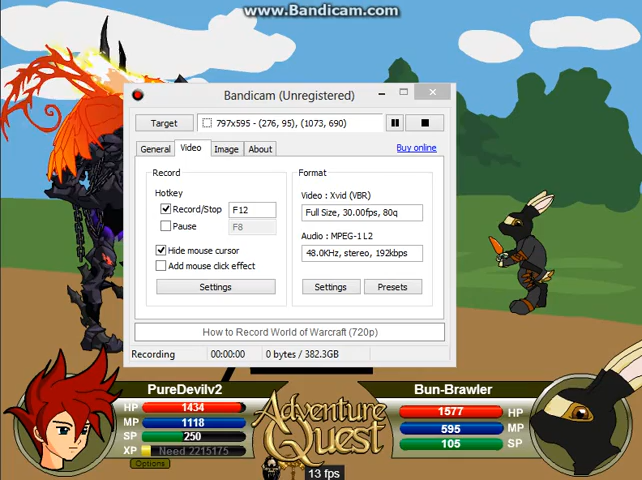 www.Bandicam.com
Bandicam (Unregistered)
Target
797x595 - (276, 95), (1073, 690)
General
Video
Image
About
Buy online
Record
Hotkey
Record/Stop
F12
Pause
F8
Hide mouse cursor
Add mouse click effect
Settings
Format
Video : Xvid (VBR)
Full Size, 30.00fps, 80q
Audio : MPEG-1 L2
48.0KHz, stereo, 192kbps
Settings
Presets
How to Record World of Warcraft (720p)
Recording
00:00:00
0 bytes / 382.3GB
PureDevilv2
HP
1434
MP
1118
SP
250
XP
Need 2215175
Options
Adventure
Quest
13 fps
Bun-Brawler
1577
HP
595
MP
105
SP